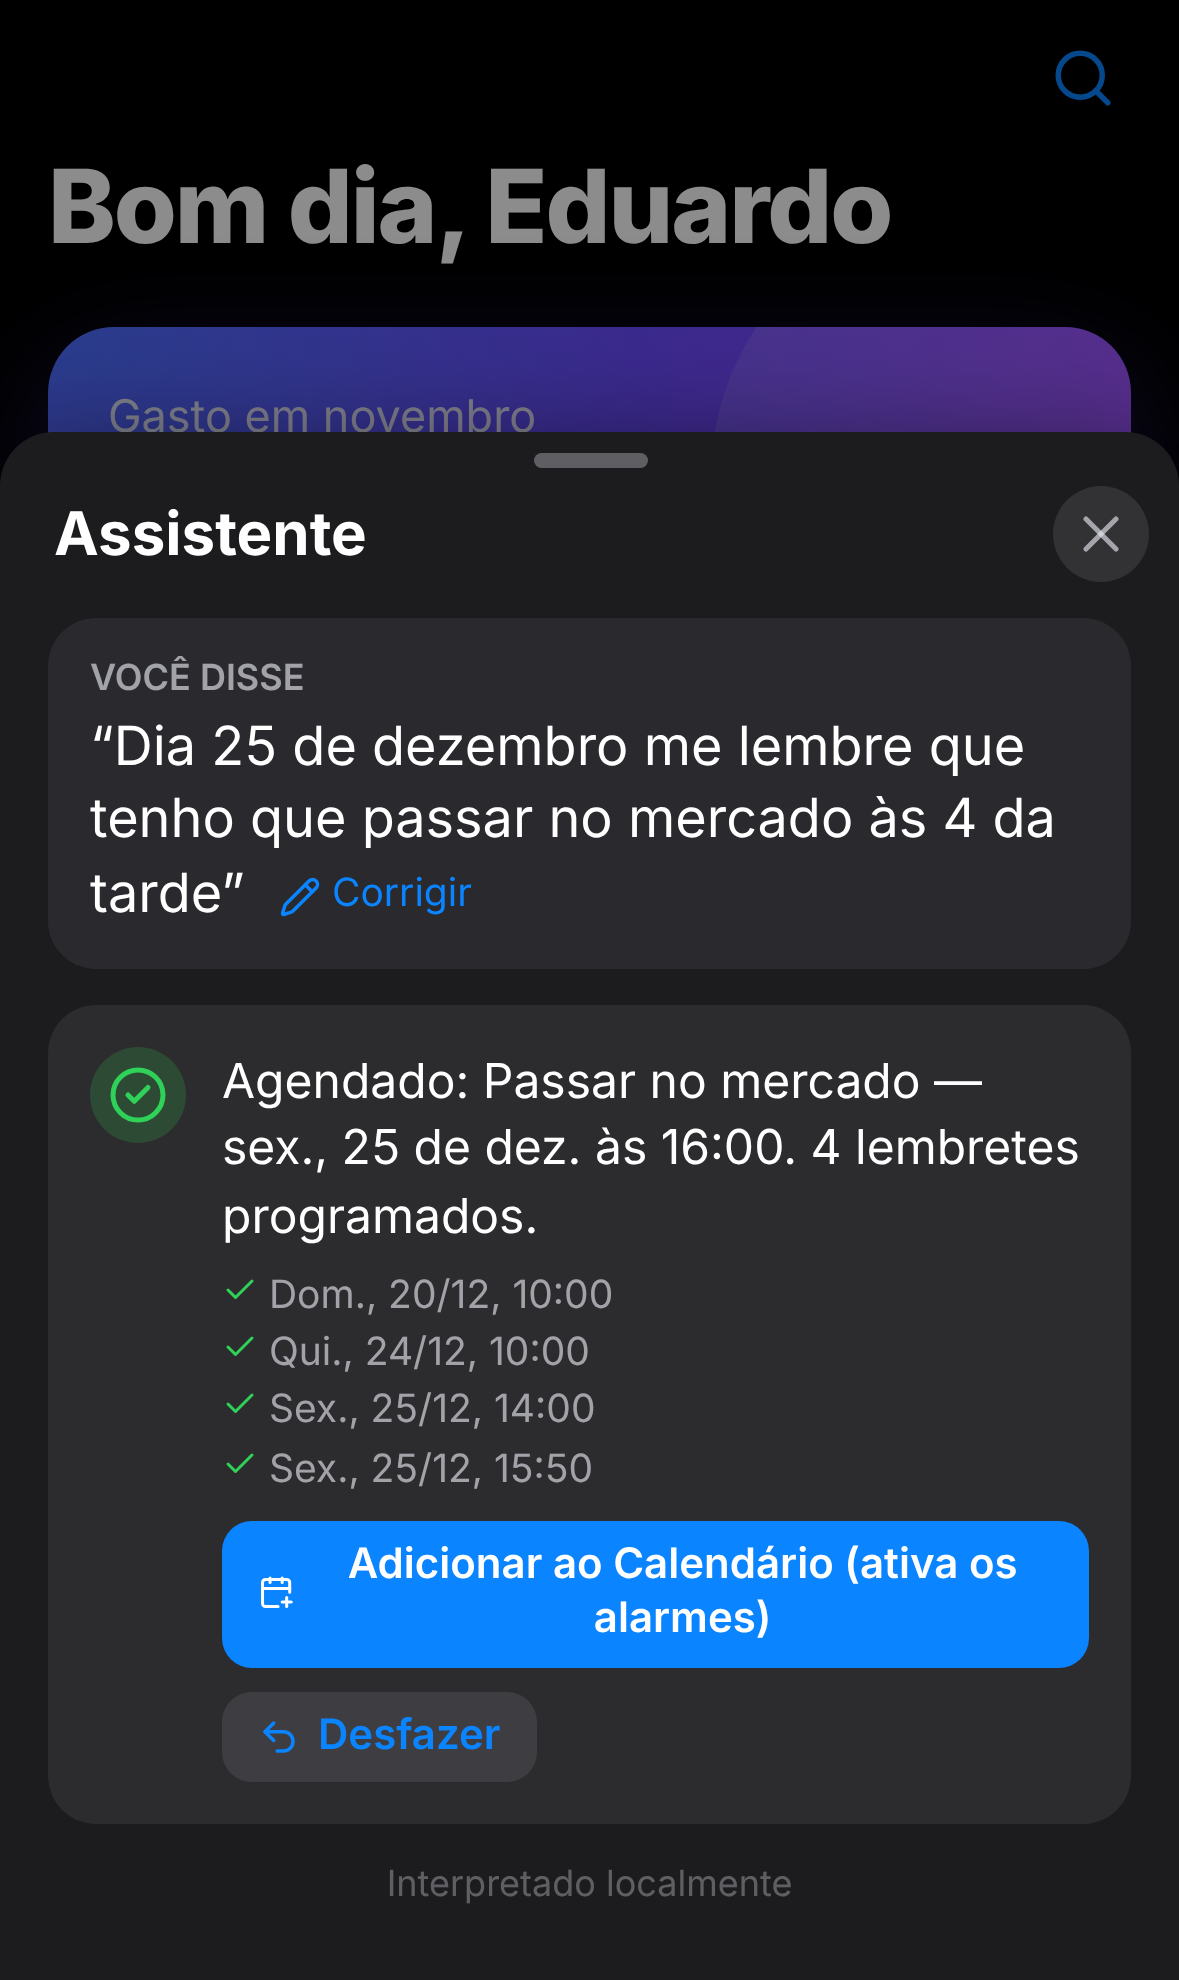 Bom dia, Eduardo
Gasto em novembro
Assistente
VOCÊ DISSE
“Dia 25 de dezembro me lembre que
tenho que passar no mercado às 4 da
tarde” Corrigir
Agendado: Passar no mercado —
sex., 25 de dez. às 16:00. 4 lembretes
programados.
Dom., 20/12, 10:00
Qui., 24/12, 10:00
Sex., 25/12, 14:00
Sex., 25/12, 15:50
Adicionar ao Calendário (ativa os
alarmes)
Desfazer
Interpretado localmente